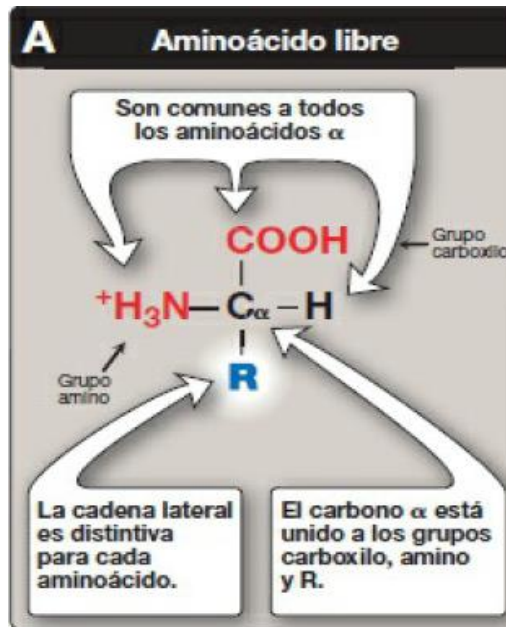 A Aminoácido libre
Son comunes a todos
los aminoácidos α
COOH
Grupo
carboxilo
⁺H₃N—Cα—H
Grupo
amino
R
La cadena lateral
es distintiva
para cada
aminoácido.
El carbono α está
unido a los grupos
carboxilo, amino
y R.